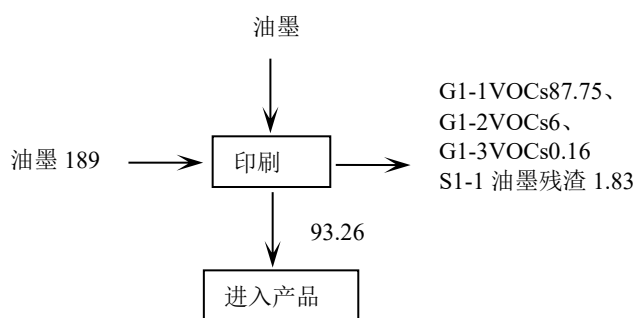 油墨
G1-1VOCs87.75、
G1-2VOCs6、
G1-3VOCs0.16
S1-1 油墨残渣 1.83
油墨 189
印刷
93.26
进入产品